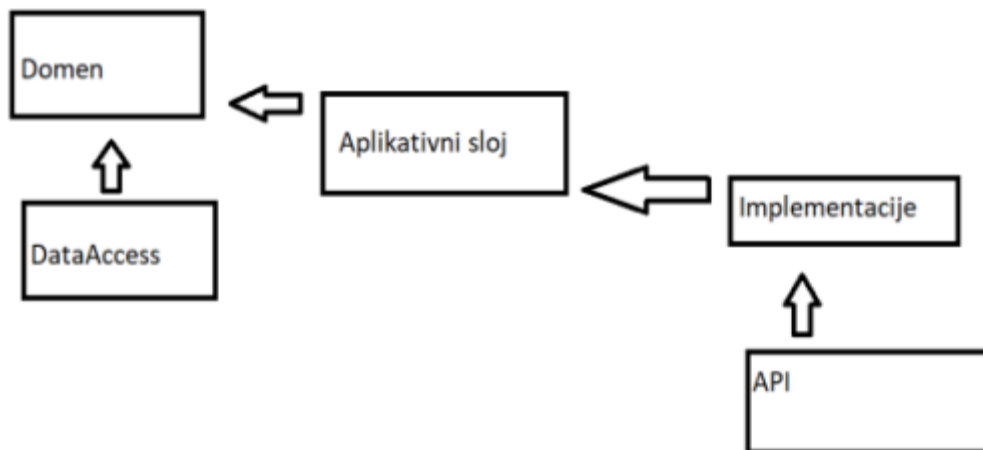 Domen
Aplikativni sloj
Implementacije
DataAccess
API